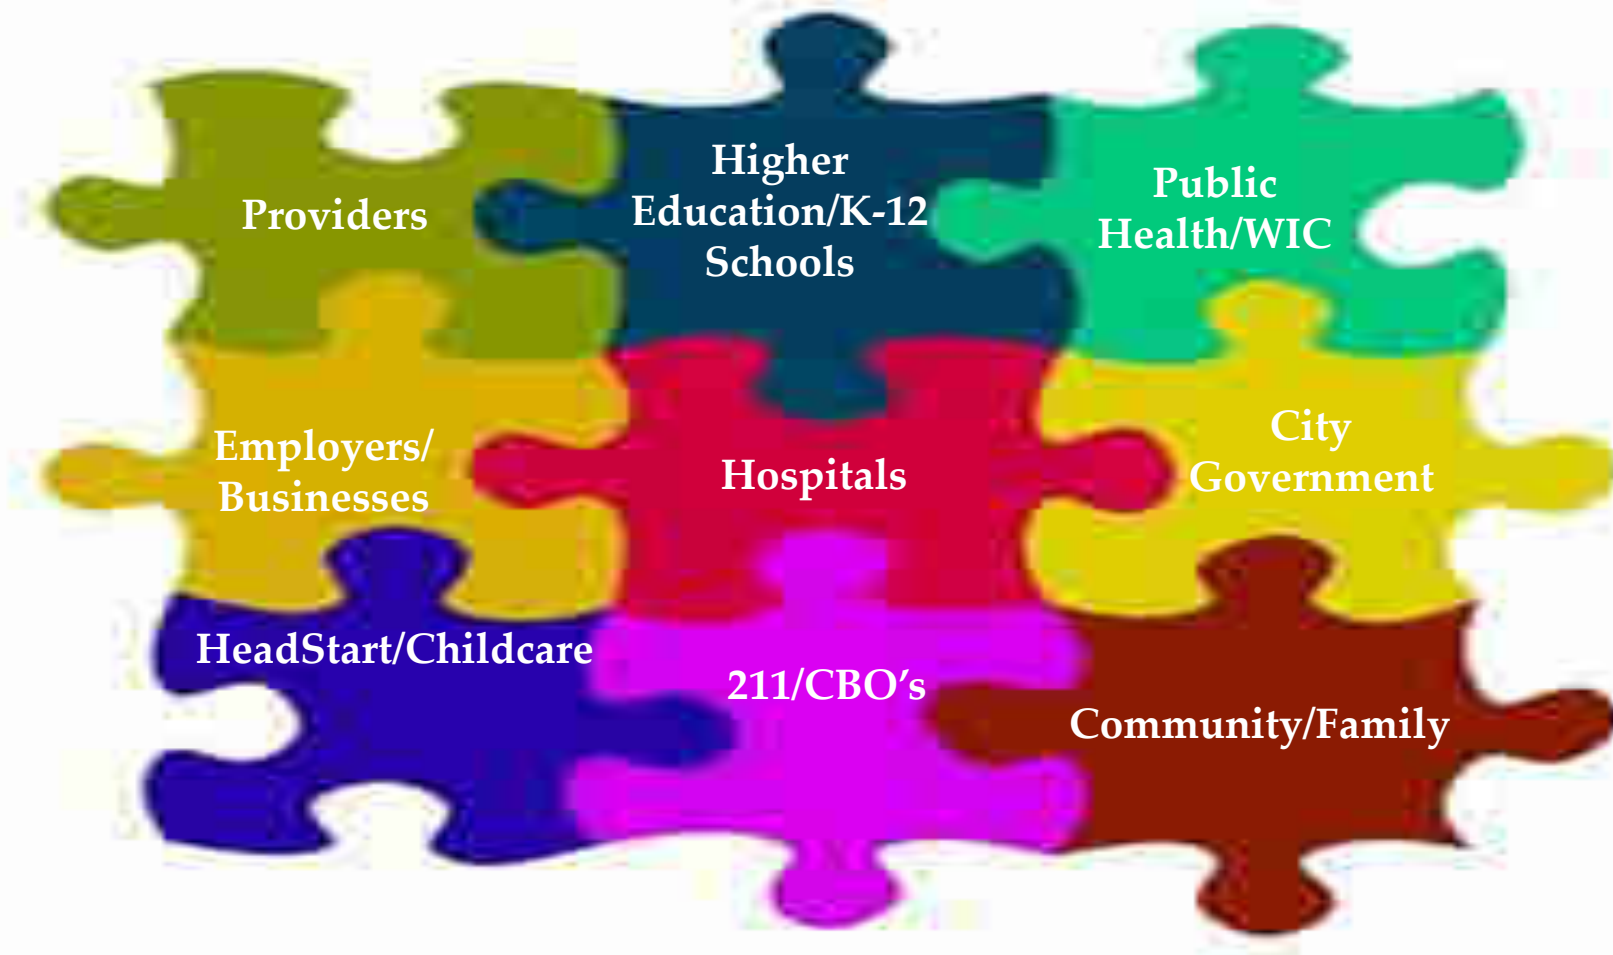 Providers
Higher
Education/K-12
Schools
Public
Health/WIC
Employers/
Businesses
Hospitals
City
Government
HeadStart/Childcare
211/CBO’s
Community/Family